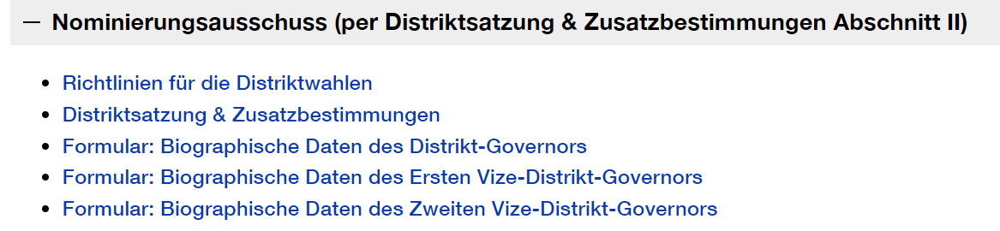 — Nominierungsausschuss (per Distriktsatzung & Zusatzbestimmungen Abschnitt II)
• Richtlinien für die Distriktwahlen
• Distriktsatzung & Zusatzbestimmungen
• Formular: Biographische Daten des Distrikt-Governors
• Formular: Biographische Daten des Ersten Vize-Distrikt-Governors
• Formular: Biographische Daten des Zweiten Vize-Distrikt-Governors